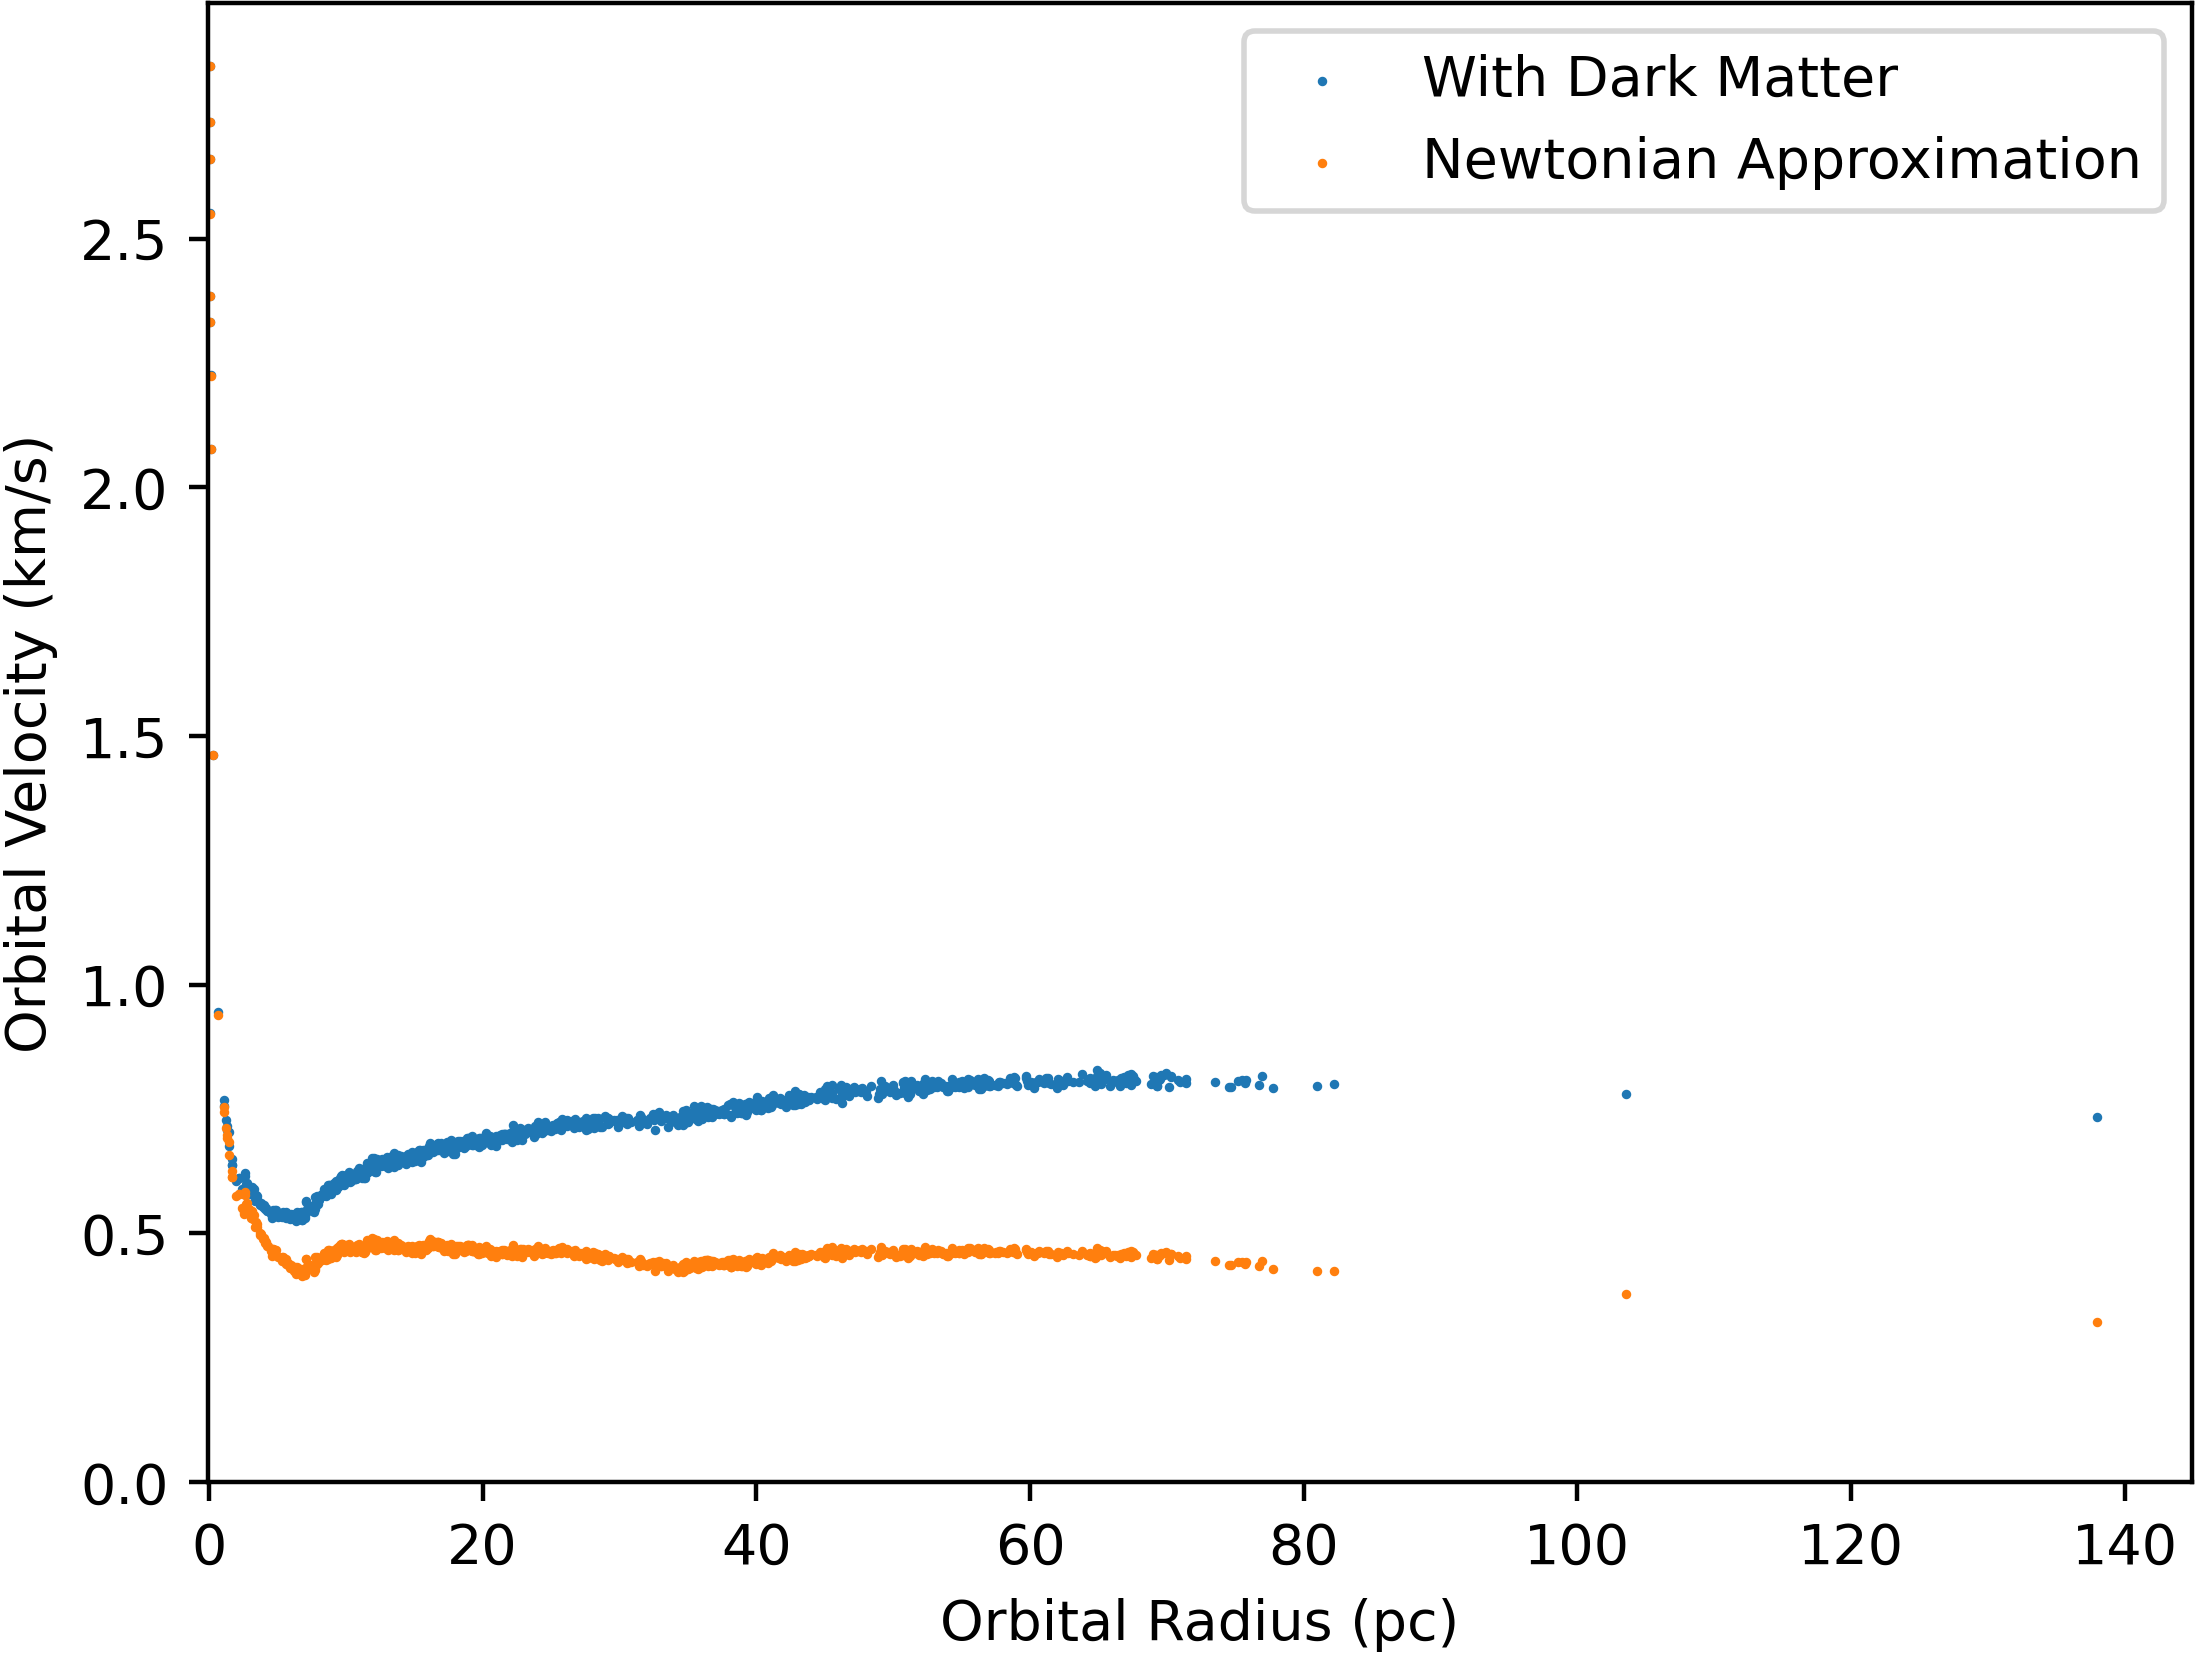 With Dark Matter
Newtonian Approximation
Orbital Velocity (km/s)
2.5
2.0
1.5
1.0
0.5
0.0
0 20 40 60 80 100 120 140
Orbital Radius (pc)